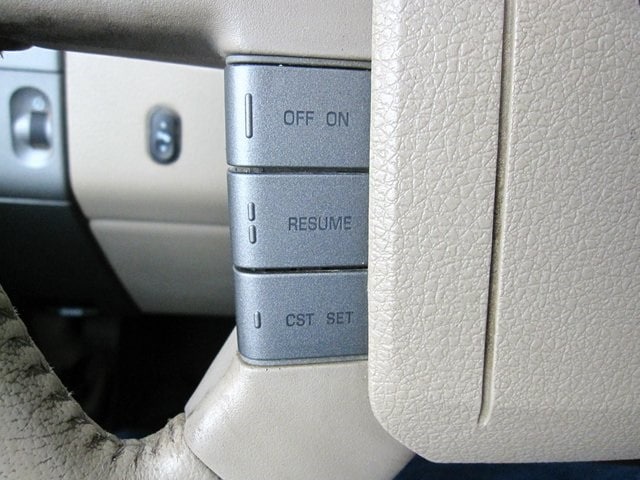 OFF ON
RESUME
CST SET